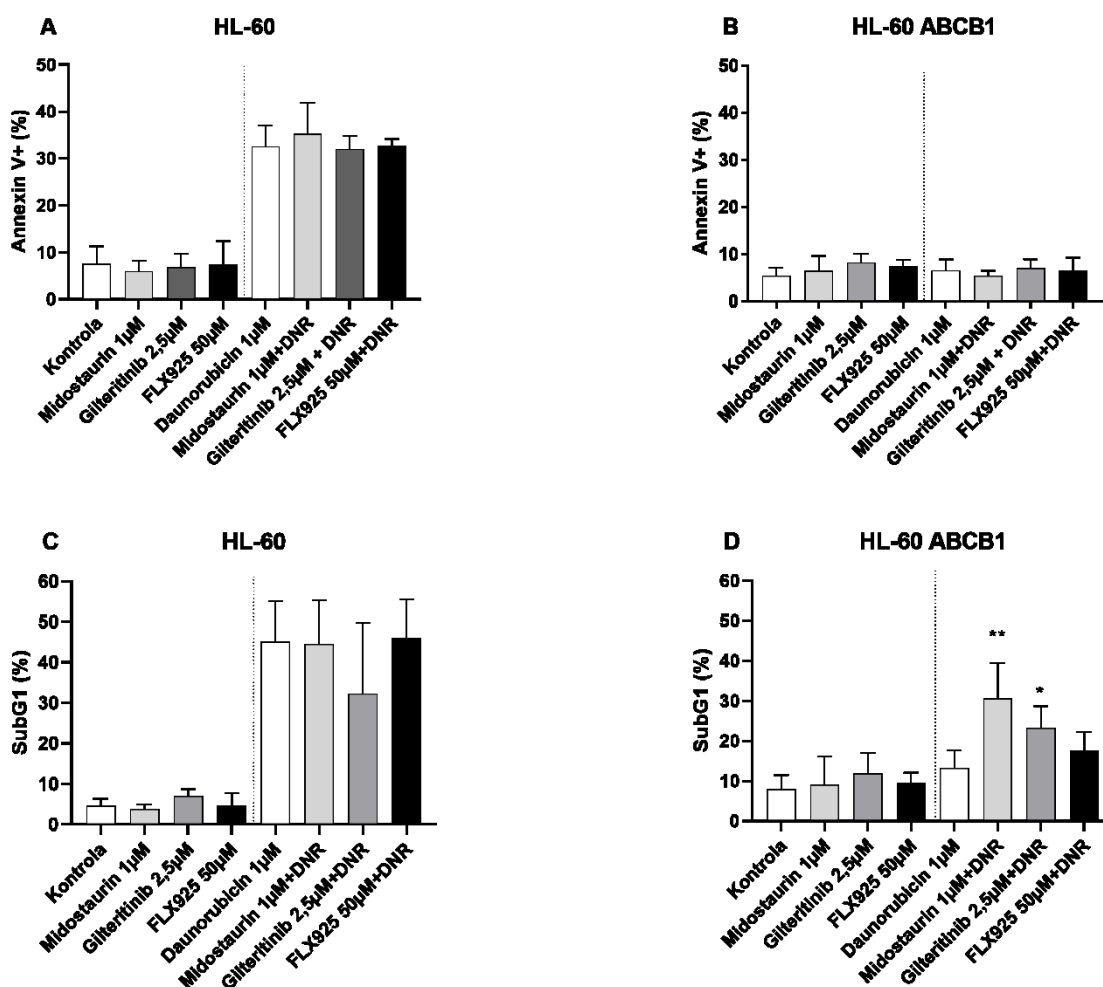 A
HL-60
Annexin V+ (%)
50
40
30
20
10
0
Kontrola
Midostaurin 1µM
Gilteritinib 2,5µM
FLX925 50µM
Daunorubicin 1µM
Midostaurin 1µM+DNR
Gilteritinib 2,5µM + DNR
FLX925 50µM+DNR
B
HL-60 ABCB1
Annexin V+ (%)
50
40
30
20
10
0
Kontrola
Midostaurin 1µM
Gilteritinib 2,5µM
FLX925 50µM
Daunorubicin 1µM
Midostaurin 1µM+DNR
Gilteritinib 2,5µM + DNR
FLX925 50µM+DNR
C
HL-60
SubG1 (%)
60
50
40
30
20
10
0
Kontrola
Midostaurin 1µM
Gilteritinib 2,5µM
FLX925 50µM
Daunorubicin 1µM
Midostaurin 1µM+DNR
Gilteritinib 2,5µM+DNR
FLX925 50µM+DNR
D
HL-60 ABCB1
SubG1 (%)
60
50
40
30
20
10
0
**
*
Kontrola
Midostaurin 1µM
Gilteritinib 2,5µM
FLX925 50µM
Daunorubicin 1µM
Midostaurin 1µM+DNR
Gilteritinib 2,5µM+DNR
FLX925 50µM+DNR